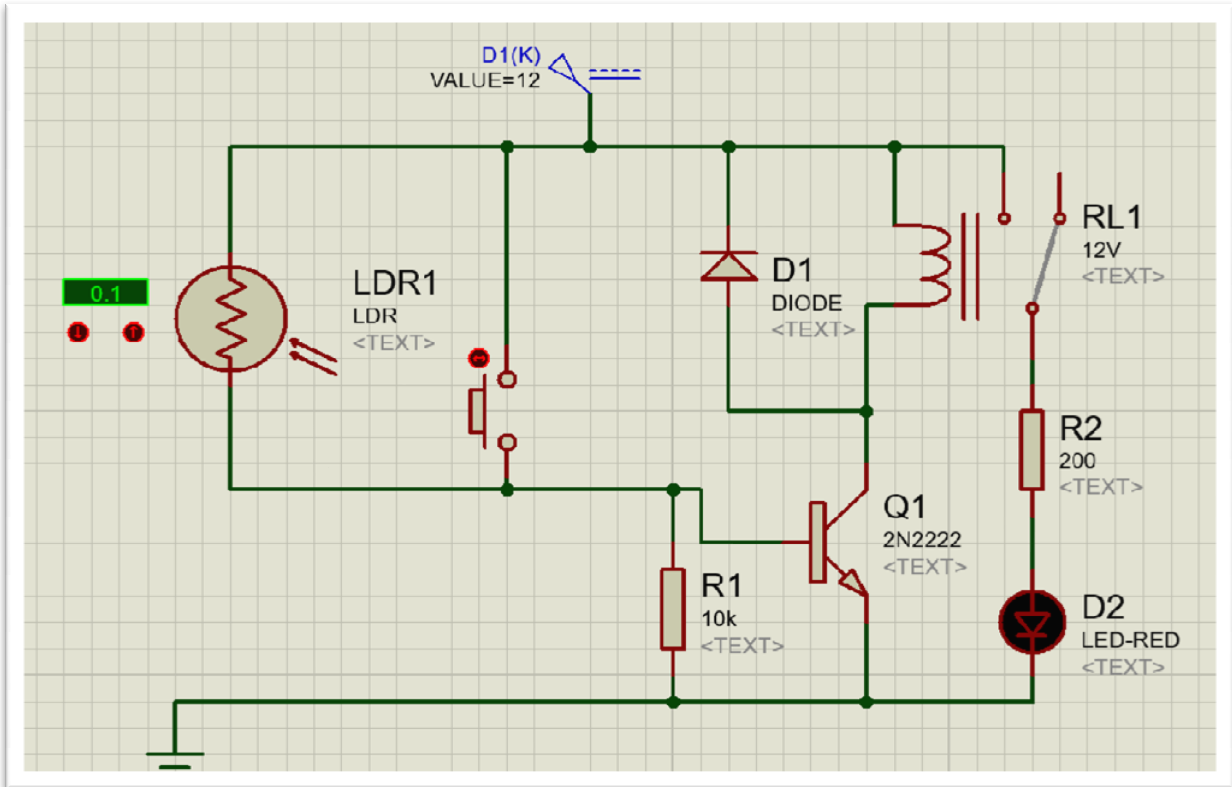 D1(K)
VALUE=12
RL1
12V
<TEXT>
LDR1
LDR
<TEXT>
0.1
D1
DIODE
<TEXT>
R2
200
<TEXT>
Q1
2N2222
<TEXT>
R1
10k
<TEXT>
D2
LED-RED
<TEXT>